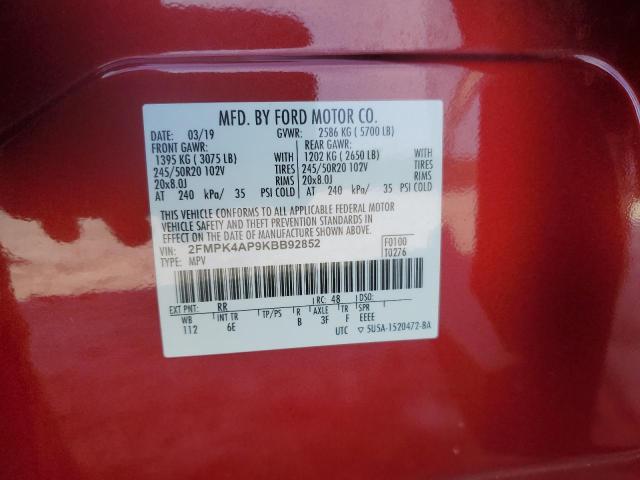 MFD. BY FORD MOTOR CO.
DATE: 03/19 GVWR: 2586 KG ( 5700 LB)
FRONT GAWR: REAR GAWR:
1395 KG ( 3075 LB) WITH 1202 KG ( 2650 LB) WITH
245/50R20 102V TIRES 245/50R20 102V TIRES
20x8.0J RIMS 20x8.0J RIMS
AT 240 kPa/ 35 PSI COLD AT 240 kPa/ 35 PSI COLD
THIS VEHICLE CONFORMS TO ALL APPLICABLE FEDERAL MOTOR
VEHICLE SAFETY AND THEFT PREVENTION STANDARDS IN
EFFECT ON THE DATE OF MANUFACTURE SHOWN ABOVE.
VIN: 2FMPK4AP9KBB92852 F0100
TYPE: MPV T0276
EXT PNT: RR RC: 48 DSO:
WB INT TR TP/PS R AXLE TR SPR
112 6E B 3F F EEEE
UTC ▽ 5U5A-1520472-BA